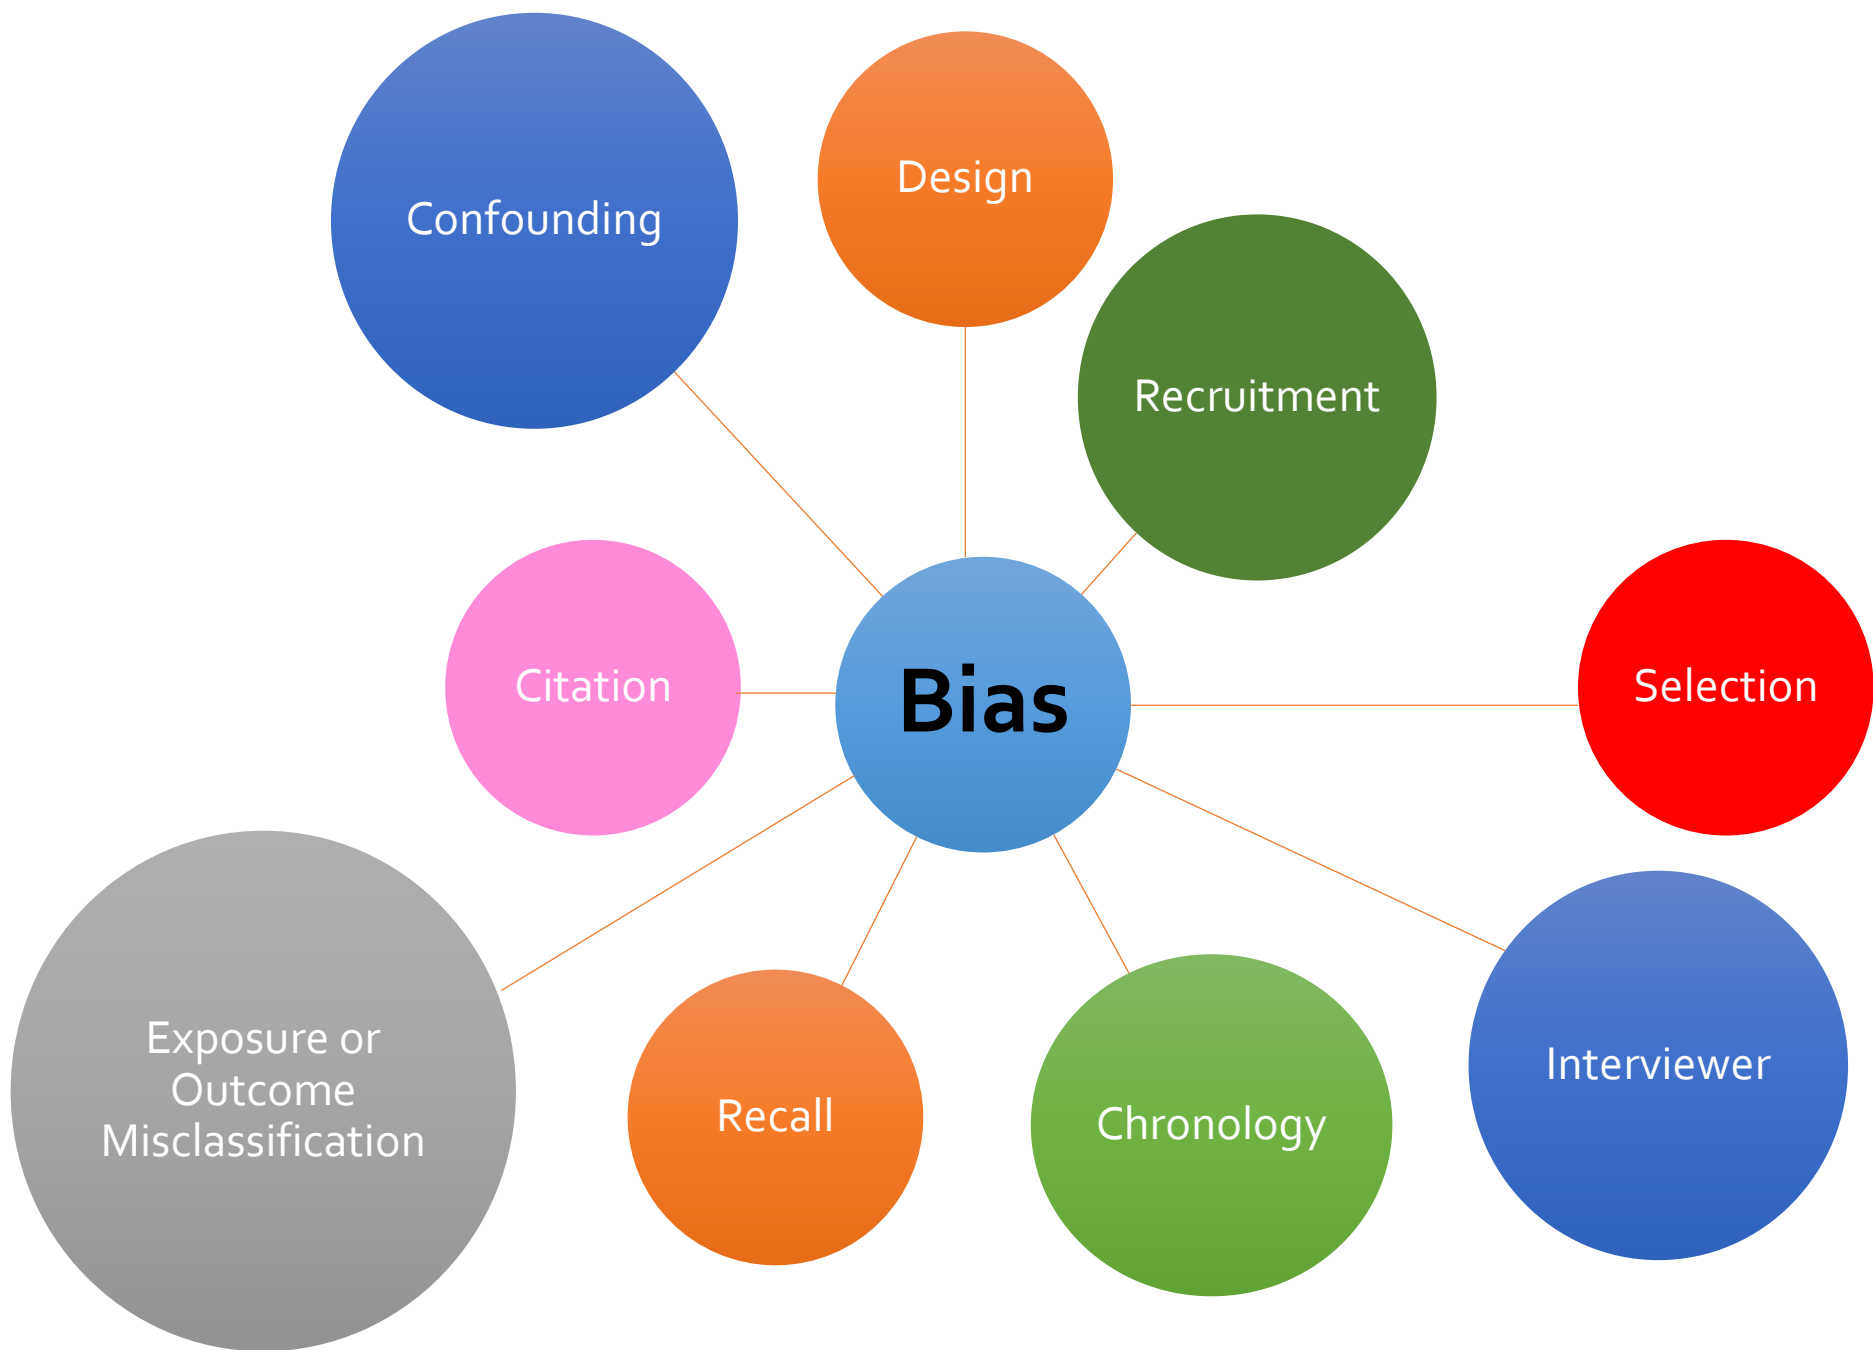 Design
Confounding
Recruitment
Citation
Bias
Selection
Exposure or
Outcome
Misclassification
Recall
Chronology
Interviewer